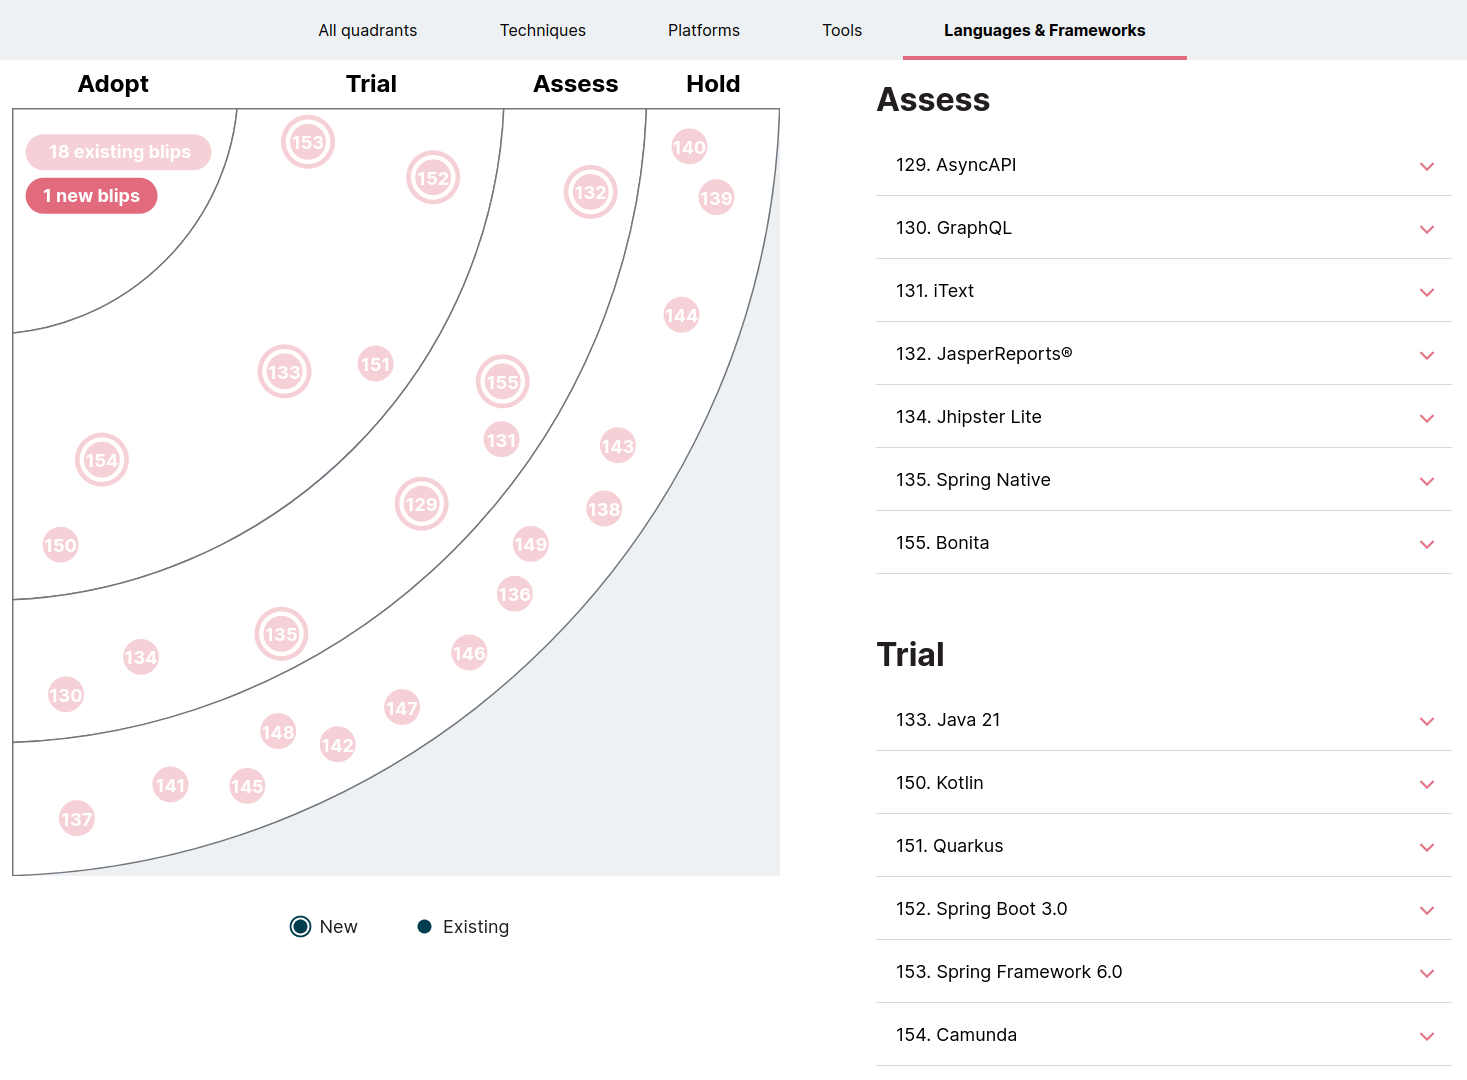 All quadrants Techniques Platforms Tools Languages & Frameworks
Adopt Trial Assess Hold
18 existing blips
1 new blips
153
152
132
140
139
144
133
151
155
131
143
154
129
138
150
149
136
135
134
146
130
147
148
142
141
145
137
New Existing
Assess
129. AsyncAPI
130. GraphQL
131. iText
132. JasperReports®
134. Jhipster Lite
135. Spring Native
155. Bonita
Trial
133. Java 21
150. Kotlin
151. Quarkus
152. Spring Boot 3.0
153. Spring Framework 6.0
154. Camunda